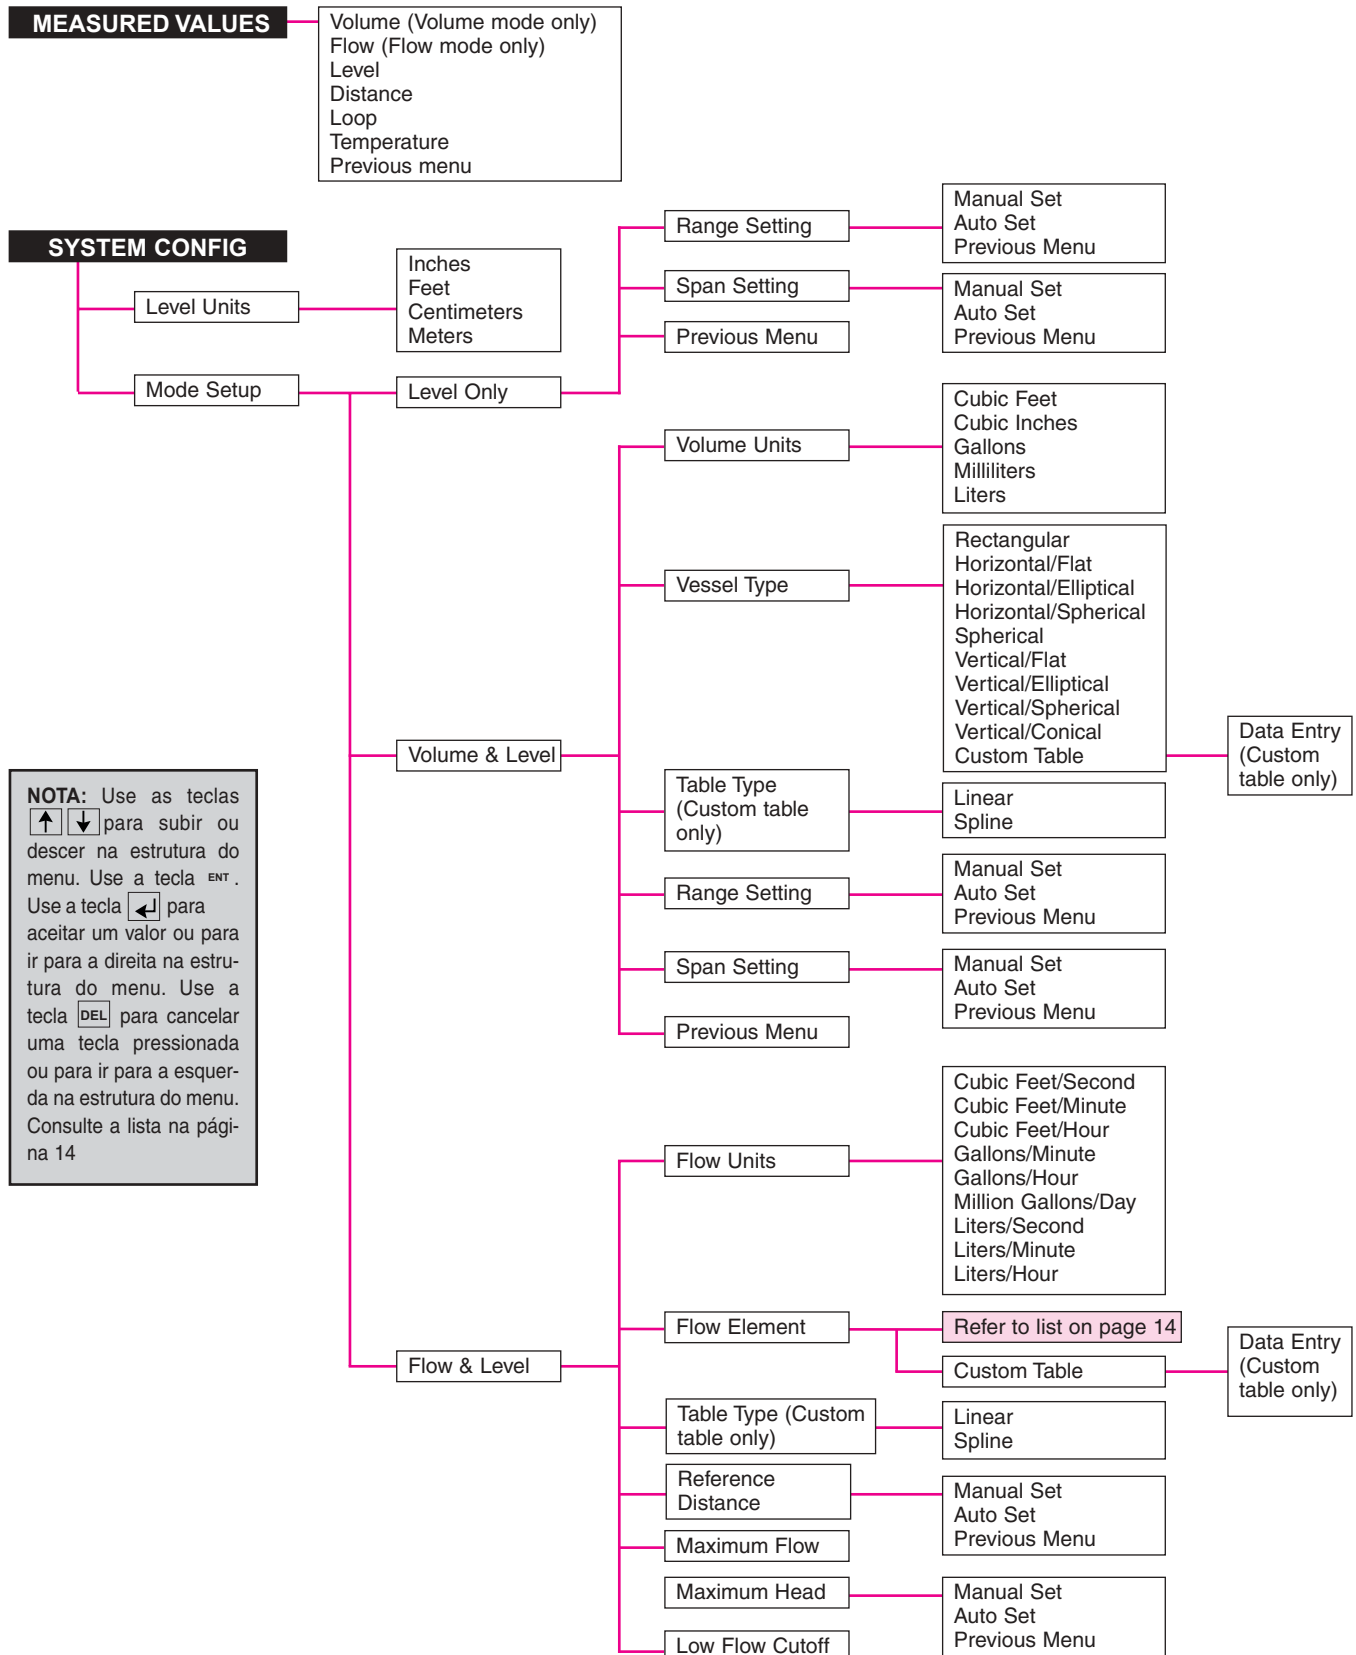 MEASURED VALUES
Volume (Volume mode only)
Flow (Flow mode only)
Level
Distance
Loop
Temperature
Previous menu
SYSTEM CONFIG
Level Units
Inches
Feet
Centimeters
Meters
Mode Setup
Level Only
Range Setting
Manual Set
Auto Set
Previous Menu
Span Setting
Manual Set
Auto Set
Previous Menu
Previous Menu
Volume & Level
Volume Units
Cubic Feet
Cubic Inches
Gallons
Milliliters
Liters
Vessel Type
Rectangular
Horizontal/Flat
Horizontal/Elliptical
Horizontal/Spherical
Spherical
Vertical/Flat
Vertical/Elliptical
Vertical/Spherical
Vertical/Conical
Custom Table
Data Entry
(Custom
table only)
Table Type
(Custom table
only)
Linear
Spline
Range Setting
Manual Set
Auto Set
Previous Menu
Span Setting
Manual Set
Auto Set
Previous Menu
Previous Menu
NOTA: Use as teclas
↑ ↓ para subir ou
descer na estrutura do
menu. Use a tecla ENT .
Use a tecla ↵ para
aceitar um valor ou para
ir para a direita na estru-
tura do menu. Use a
tecla DEL para cancelar
uma tecla pressionada
ou para ir para a esquer-
da na estrutura do menu.
Consulte a lista na pági-
na 14
Flow & Level
Flow Units
Cubic Feet/Second
Cubic Feet/Minute
Cubic Feet/Hour
Gallons/Minute
Gallons/Hour
Million Gallons/Day
Liters/Second
Liters/Minute
Liters/Hour
Flow Element
Refer to list on page 14
Custom Table
Data Entry
(Custom
table only)
Table Type (Custom
table only)
Linear
Spline
Reference
Distance
Manual Set
Auto Set
Previous Menu
Maximum Flow
Maximum Head
Manual Set
Auto Set
Previous Menu
Low Flow Cutoff